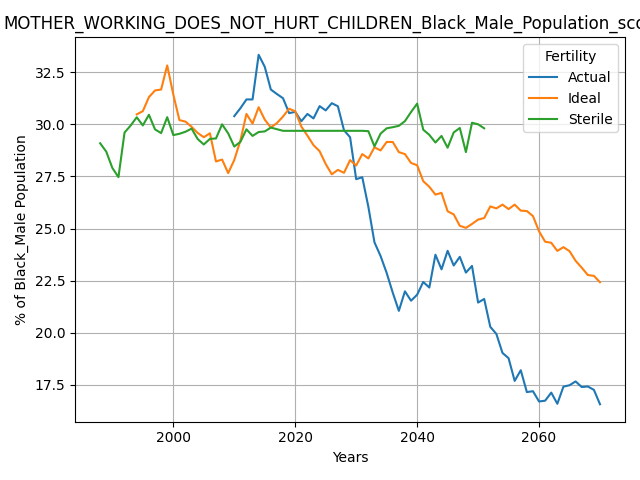 MOTHER_WORKING_DOES_NOT_HURT_CHILDREN_Black_Male_Population_sco
Fertility
Actual
Ideal
Sterile
% of Black_Male Population
32.5
30.0
27.5
25.0
22.5
20.0
17.5
2000
2020
2040
2060
Years